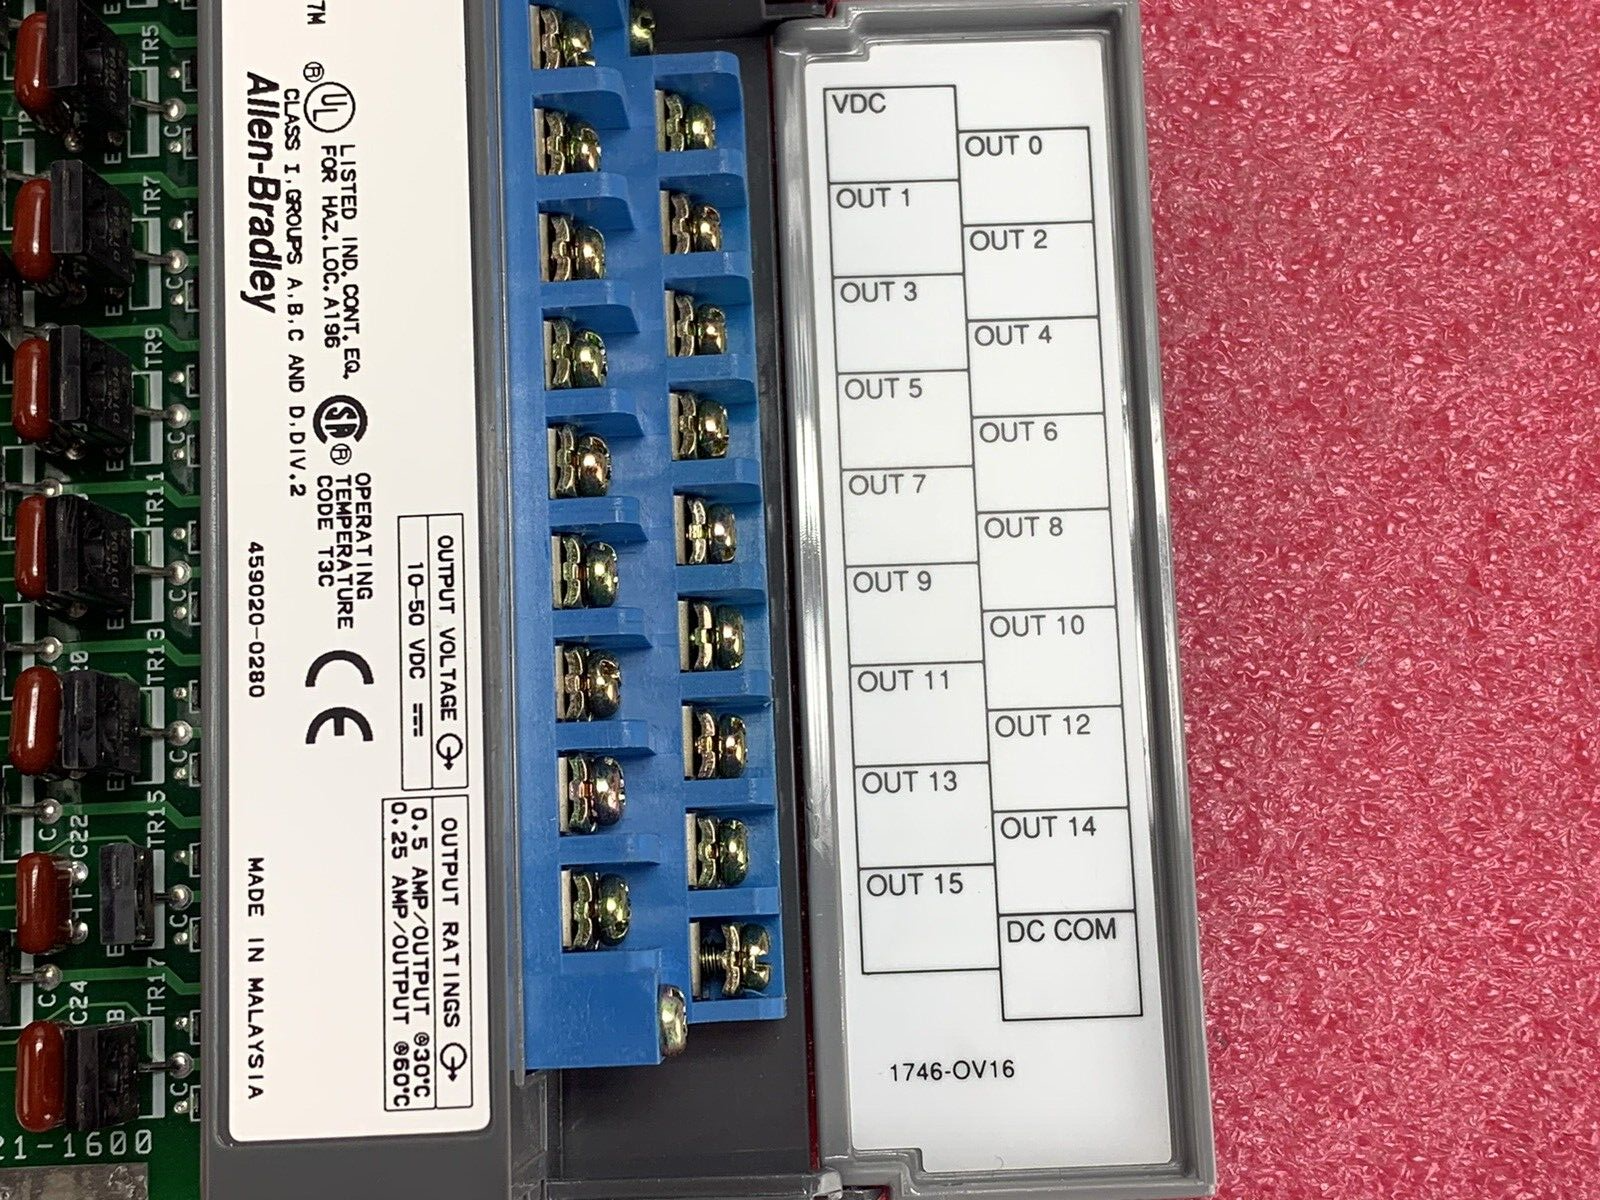 7M
UL
®
LISTED IND. CONT. EQ.
FOR HAZ. LOC. A196
CLASS I, GROUPS A, B, C AND D, DIV.2
Allen-Bradley
SA®
OPERATING
TEMPERATURE
CODE T3C
459020-0280
CE
MADE IN MALAYSIA
OUTPUT VOLTAGE
10-50 VDC
OUTPUT RATINGS
0.5 AMP/OUTPUT @30°C
0.25 AMP/OUTPUT @60°C
VDC
OUT 0
OUT 1
OUT 2
OUT 3
OUT 4
OUT 5
OUT 6
OUT 7
OUT 8
OUT 9
OUT 10
OUT 11
OUT 12
OUT 13
OUT 14
OUT 15
DC COM
1746-OV16
TR5
TR7
TR9
TR11
TR13
TR15
TR17
C22
C24
21-1600